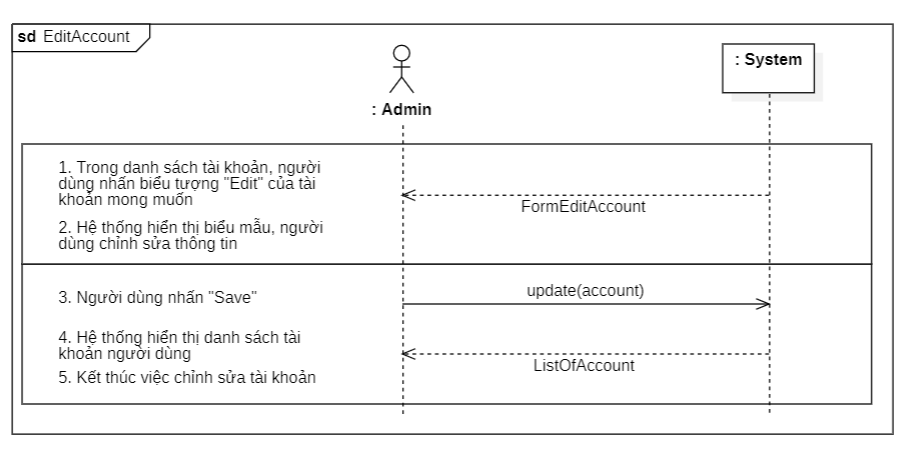 sd EditAccount
: System
: Admin
1. Trong danh sách tài khoản, người
dùng nhấn biểu tượng "Edit" của tài
khoản mong muốn
FormEditAccount
2. Hệ thống hiển thị biểu mẫu, người
dùng chỉnh sửa thông tin
3. Người dùng nhấn "Save"
update(account)
4. Hệ thống hiển thị danh sách tài
khoản người dùng
ListOfAccount
5. Kết thúc việc chỉnh sửa tài khoản